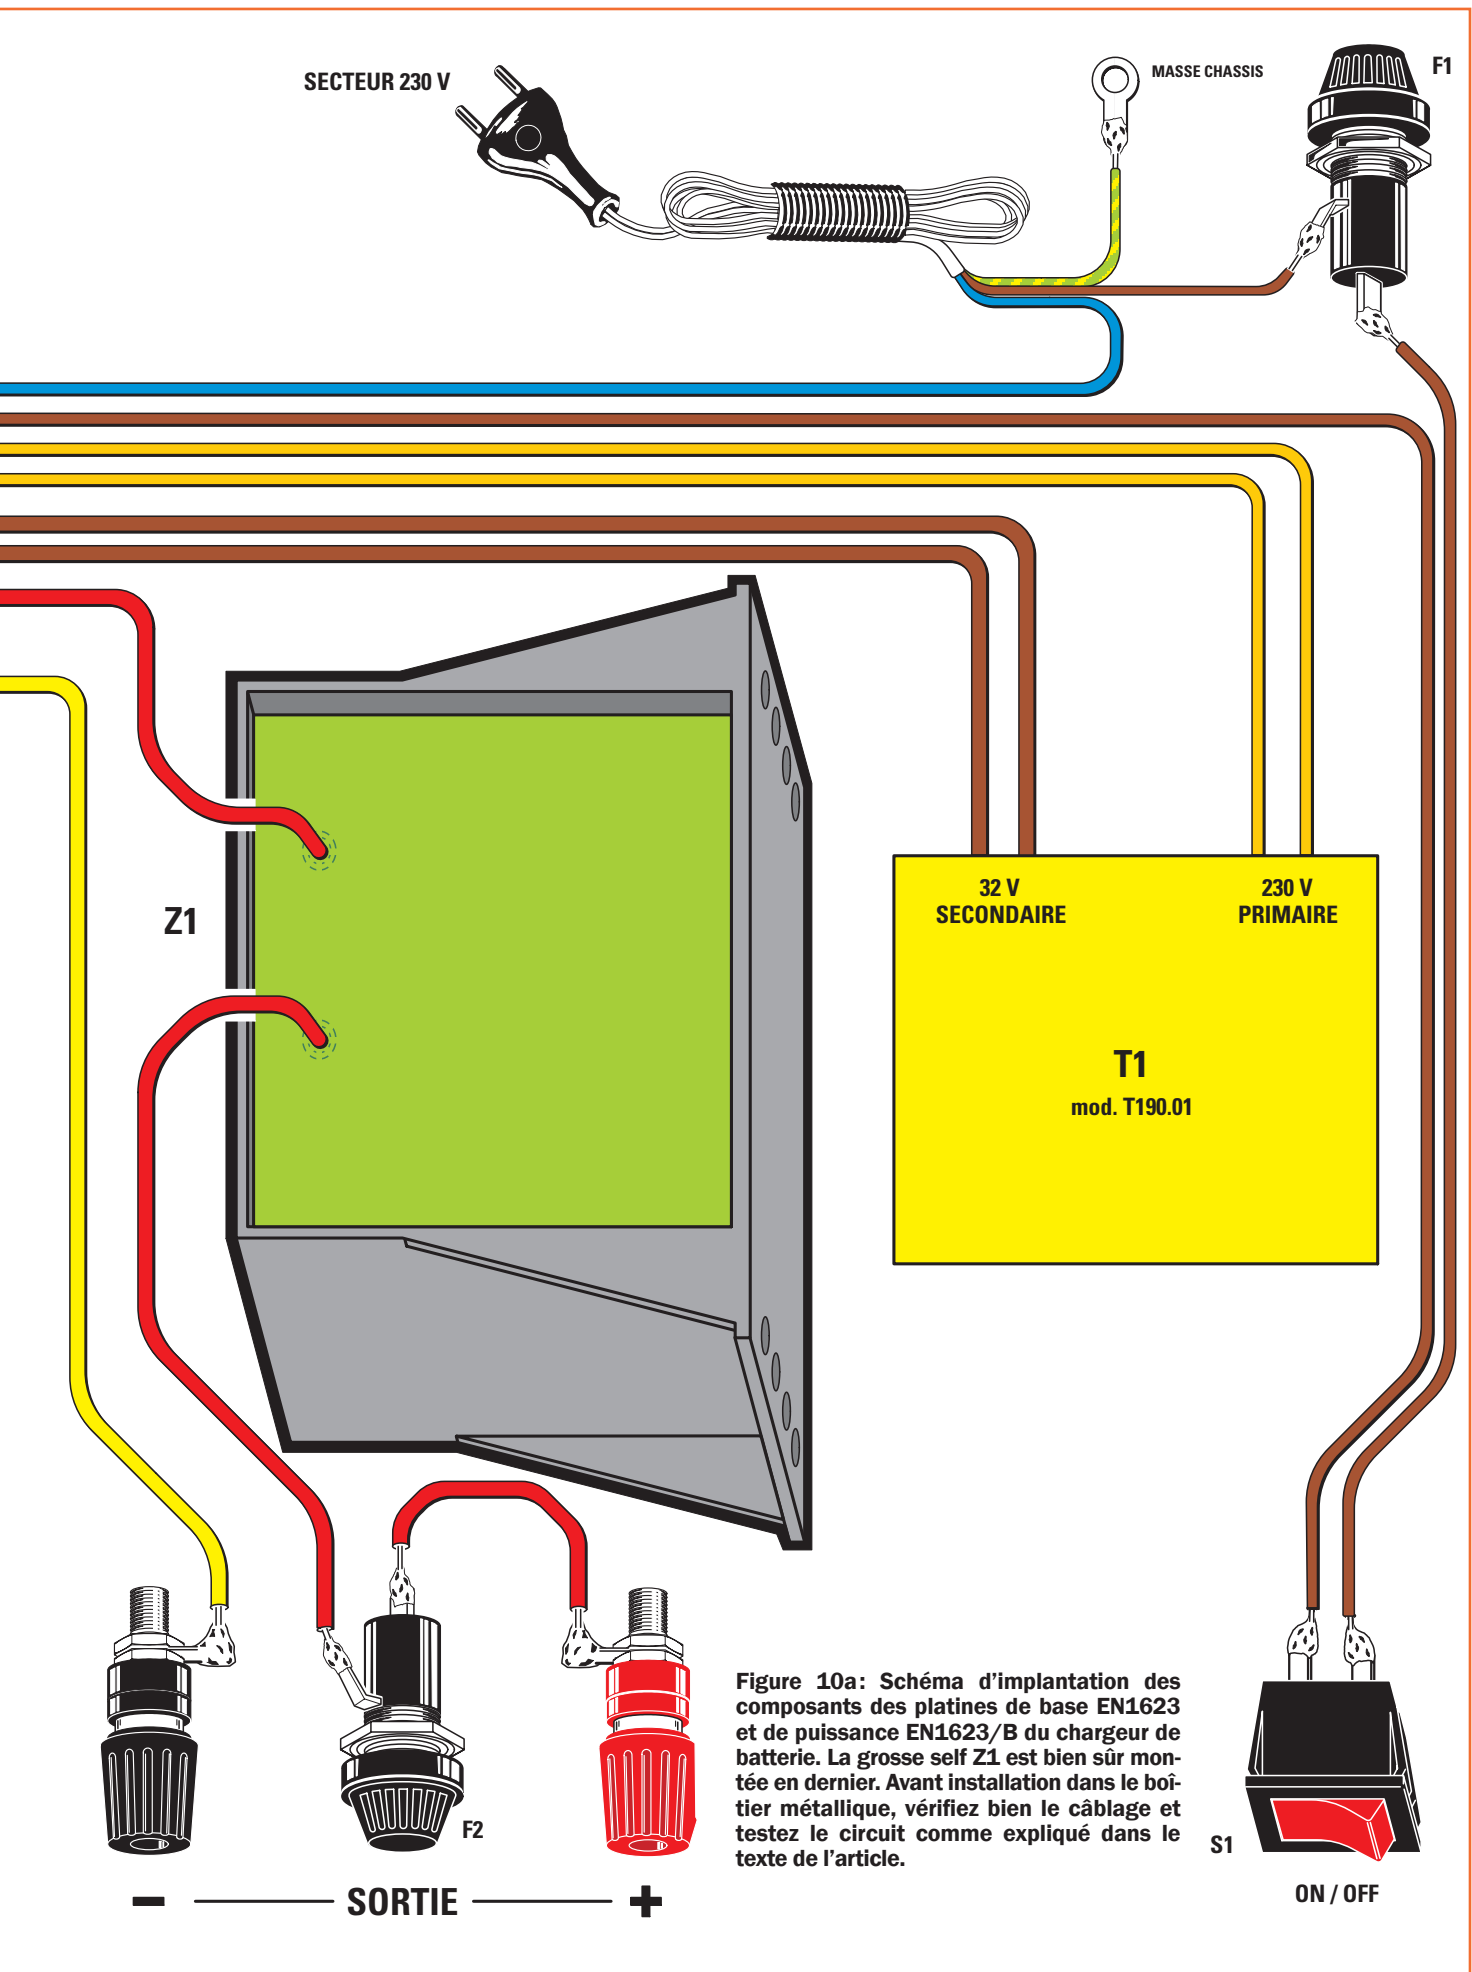 SECTEUR 230 V
MASSE CHASSIS
F1
Z1
32 V
SECONDAIRE
230 V
PRIMAIRE
T1
mod. T190.01
Figure 10a: Schéma d'implantation des
composants des platines de base EN1623
et de puissance EN1623/B du chargeur de
batterie. La grosse self Z1 est bien sûr mon-
tée en dernier. Avant installation dans le boî-
tier métallique, vérifiez bien le câblage et
testez le circuit comme expliqué dans le
texte de l'article.
F2
S1
ON / OFF
– SORTIE +